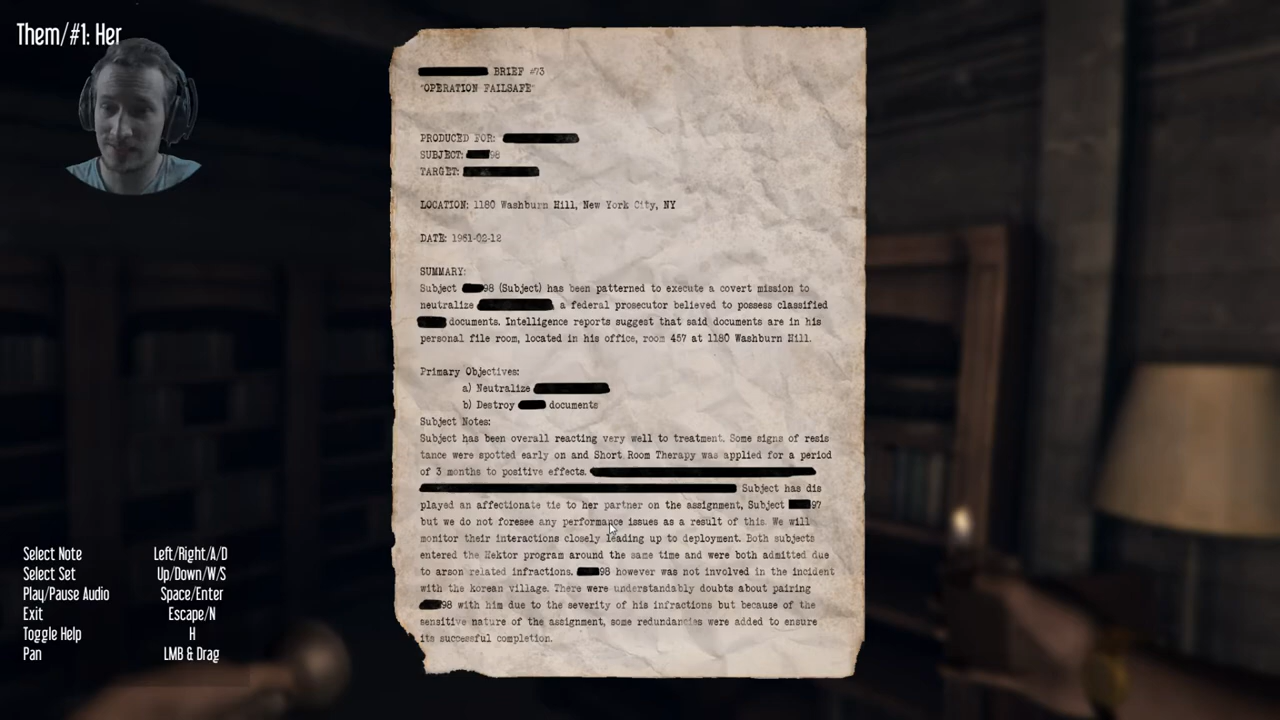 Them/#1: Her
BRIEF #73
"OPERATION FAILSAFE"
PRODUCED FOR:
SUBJECT: 98
TARGET:
LOCATION: 1180 Washburn Hill, New York City, NY
DATE: 1961-02-12
SUMMARY:
Subject 98 (Subject) has been patterned to execute a covert mission to
neutralize , a federal prosecutor believed to possess classified
documents. Intelligence reports suggest that said documents are in his
personal file room, located in his office, room 457 at 1180 Washburn Hill.
Primary Objectives:
a) Neutralize
b) Destroy documents
Subject Notes:
Subject has been overall reacting very well to treatment. Some signs of resis
tance were spotted early on and Short Room Therapy was applied for a period
of 3 months to positive effects.
Subject has dis
played an affectionate tie to her partner on the assignment, Subject 97
but we do not foresee any performance issues as a result of this. We will
monitor their interactions closely leading up to deployment. Both subjects
entered the Hektor program around the same time and were both admitted due
to arson related infractions. 98 however was not involved in the incident
with the korean village. There were understandably doubts about pairing
98 with him due to the severity of his infractions but because of the
sensitive nature of the assignment, some redundancies were added to ensure
its successful completion.
Select Note Left/Right/A/D
Select Set Up/Down/W/S
Play/Pause Audio Space/Enter
Exit Escape/N
Toggle Help H
Pan LMB & Drag